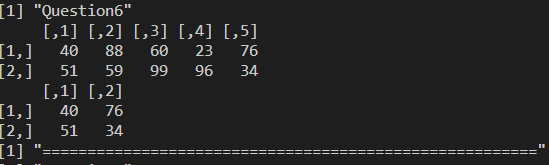 [1] "Question6"
[,1] [,2] [,3] [,4] [,5]
[1,] 40 88 60 23 76
[2,] 51 59 99 96 34
[,1] [,2]
[1,] 40 76
[2,] 51 34
[1] "======================================================="